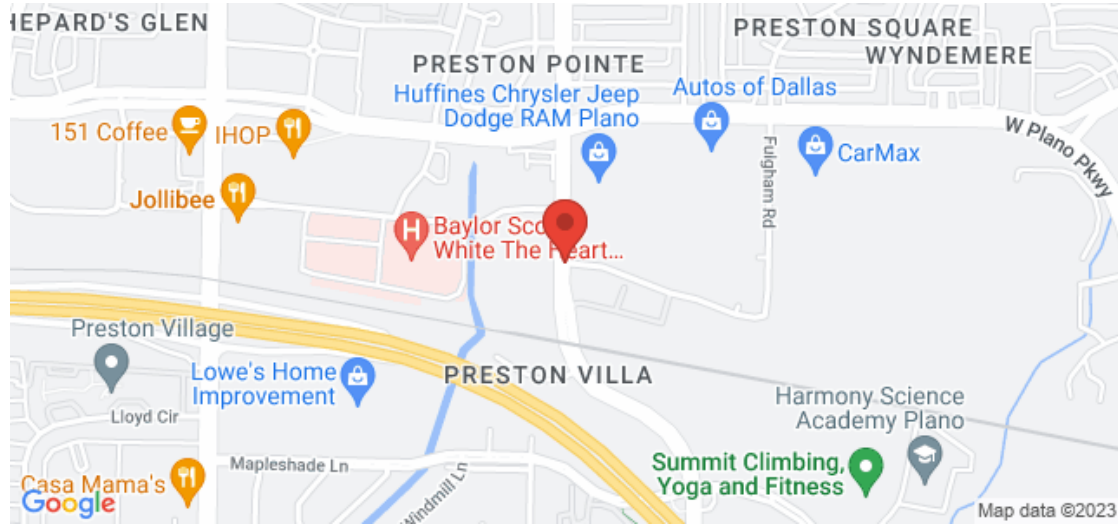 HEPARD'S GLEN
PRESTON SQUARE
WYNDEMERE
PRESTON POINTE
Huffines Chrysler Jeep
Dodge RAM Plano
Autos of Dallas
151 Coffee
IHOP
CarMax
W Plano Pkwy
Fulgham Rd
Jollibee
H
Baylor Sco
White The Heart...
Preston Village
Lowe's Home
Improvement
PRESTON VILLA
Lloyd Cir
Harmony Science
Academy Plano
Mapleshade Ln
Windmill Ln
Summit Climbing,
Yoga and Fitness
Casa Mama's
Google
Map data ©2023